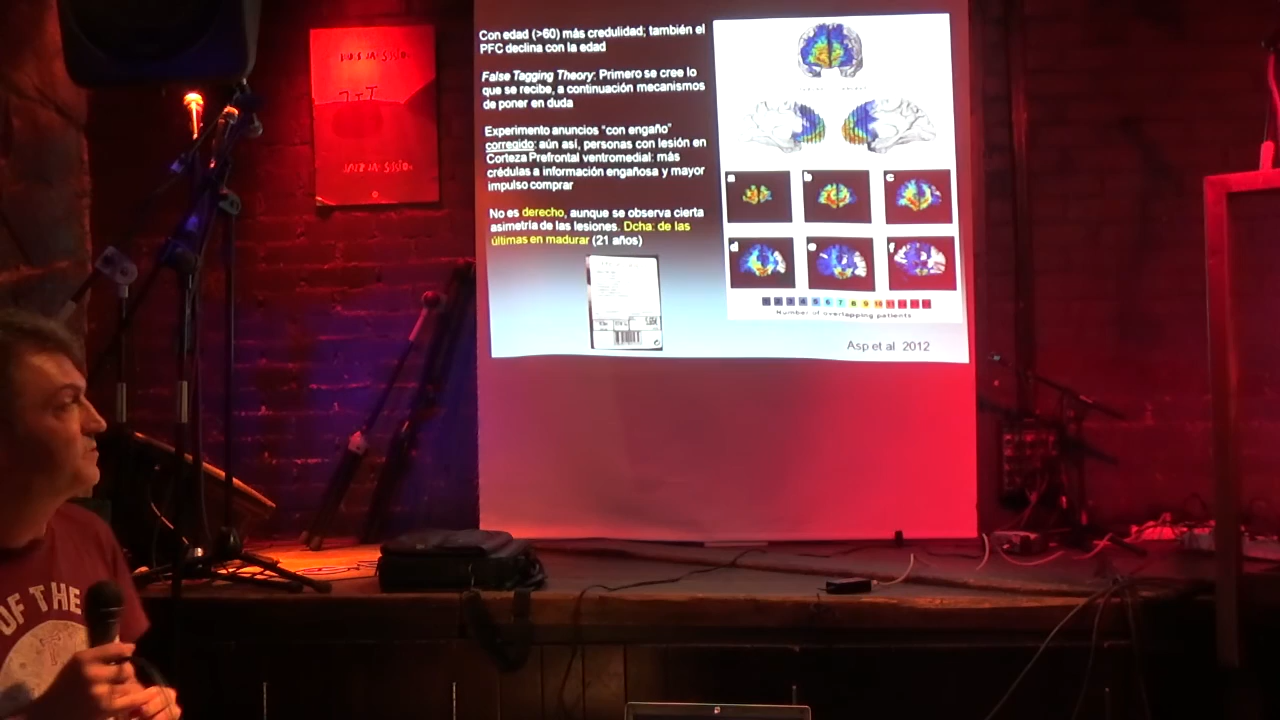 Con edad (>60) más credulidad; también el
PFC declina con la edad
False Tagging Theory: Primero se cree lo
que se recibe, a continuación mecanismos
de poner en duda
Experimento anuncios "con engaño"
corregido: aún así, personas con lesión en
Corteza Prefrontal ventromedial: más
crédulas a información engañosa y mayor
impulso comprar
No es derecho, aunque se observa cierta
asimetría de las lesiones. Dcha: de las
últimas en madurar (21 años)
a
b
c
d
e
f
Number of overlapping patients
Asp et al 2012
OF THE